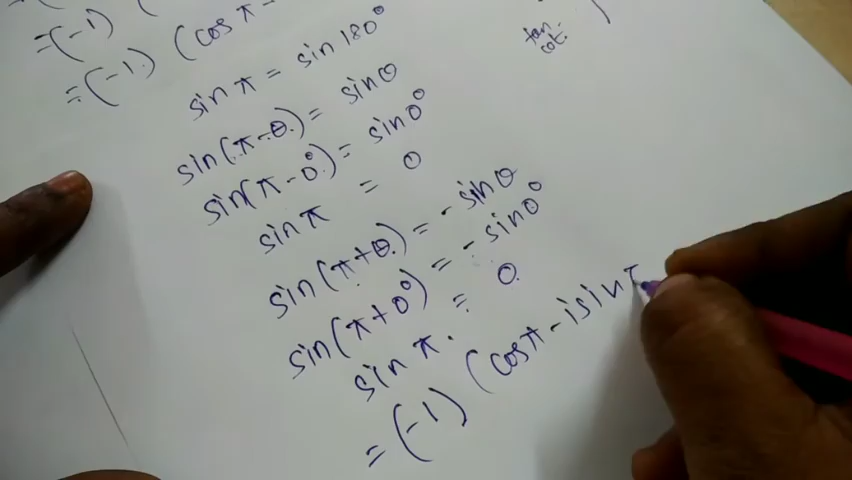 =(-1) (
=(-1) (cos π-
sin π = sin 180°
tan
cot.
sin(π-θ) = sin θ
sin(π-0°) = sin 0°
sin π = 0
sin(π+θ) = - sin θ
sin(π+0°) = - sin 0°
sin π. = 0
=(-1) (cos π - i sin π